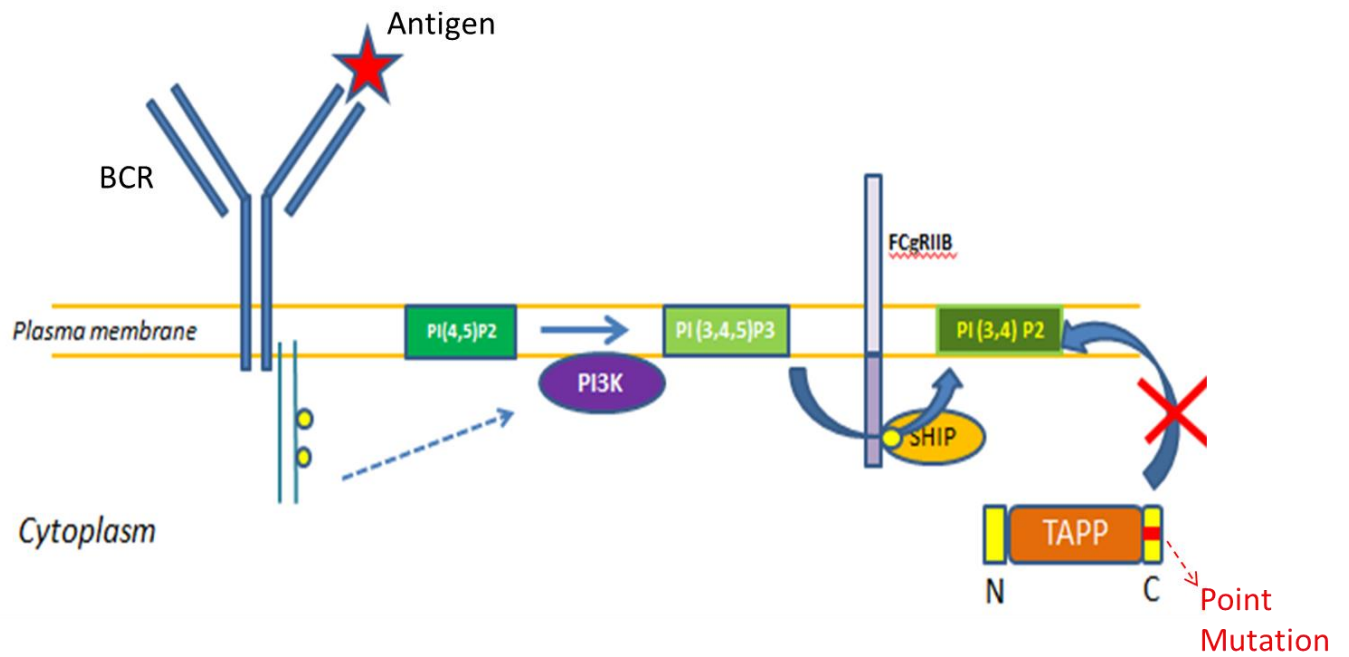 Antigen
BCR
FCgRIIB
Plasma membrane
PI(4,5)P2
PI (3,4,5)P3
PI (3,4) P2
PI3K
SHIP
Cytoplasm
TAPP
N
C
Point
Mutation